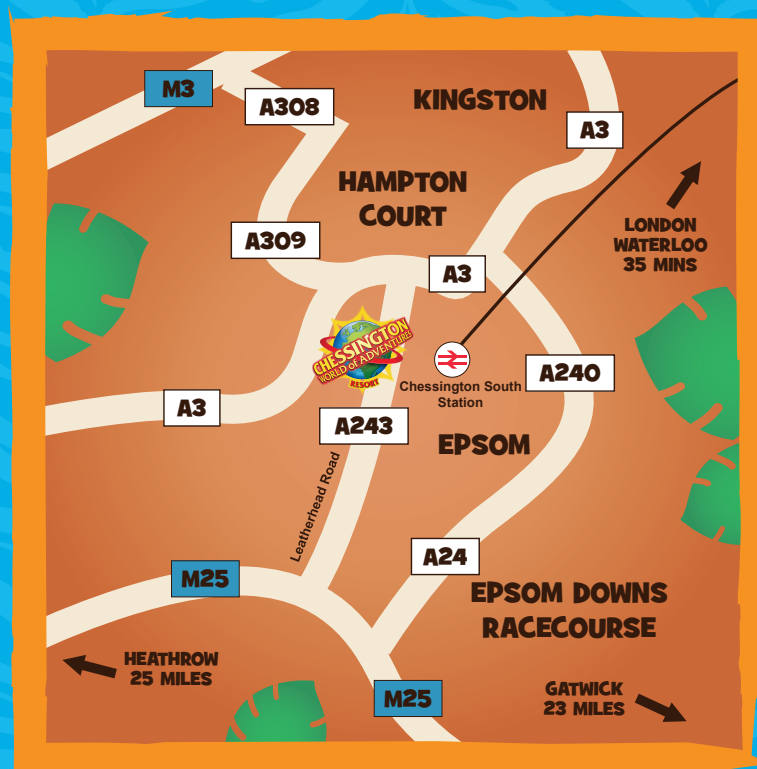 M3
A308
KINGSTON
A3
HAMPTON
COURT
LONDON
WATERLOO
35 MINS
A309
A3
CHESSINGTON
WORLD OF ADVENTURES
RESORT
Chessington South
Station
A240
A3
A243
EPSOM
Leatherhead Road
A24
M25
EPSOM DOWNS
RACECOURSE
HEATHROW
25 MILES
M25
GATWICK
23 MILES